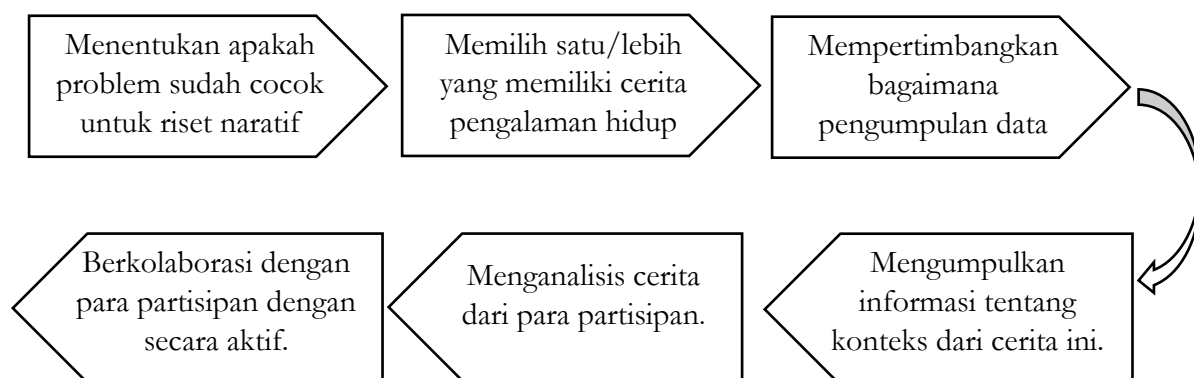 Menentukan apakah
problem sudah cocok
untuk riset naratif
Memilih satu/lebih
yang memiliki cerita
pengalaman hidup
Mempertimbangkan
bagaimana
pengumpulan data
Mengumpulkan
informasi tentang
konteks dari cerita ini.
Menganalisis cerita
dari para partisipan.
Berkolaborasi dengan
para partisipan dengan
secara aktif.